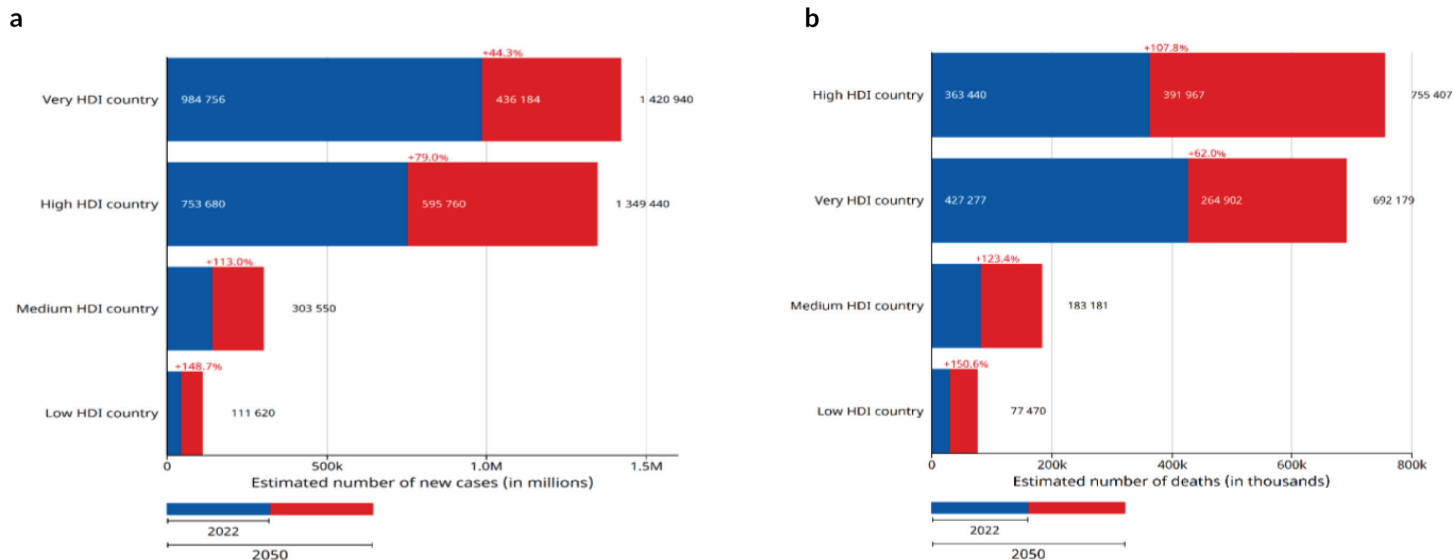 a
+44.3%
Very HDI country
984 756
436 184
1 420 940
+79.0%
High HDI country
753 680
595 760
1 349 440
+113.0%
Medium HDI country
303 550
+148.7%
Low HDI country
111 620
0
500k
1.0M
1.5M
Estimated number of new cases (in millions)
2022
2050
b
+107.8%
High HDI country
363 440
391 967
755 407
+62.0%
Very HDI country
427 277
264 902
692 179
+123.4%
Medium HDI country
183 181
+150.6%
Low HDI country
77 470
0
200k
400k
600k
800k
Estimated number of deaths (in thousands)
2022
2050